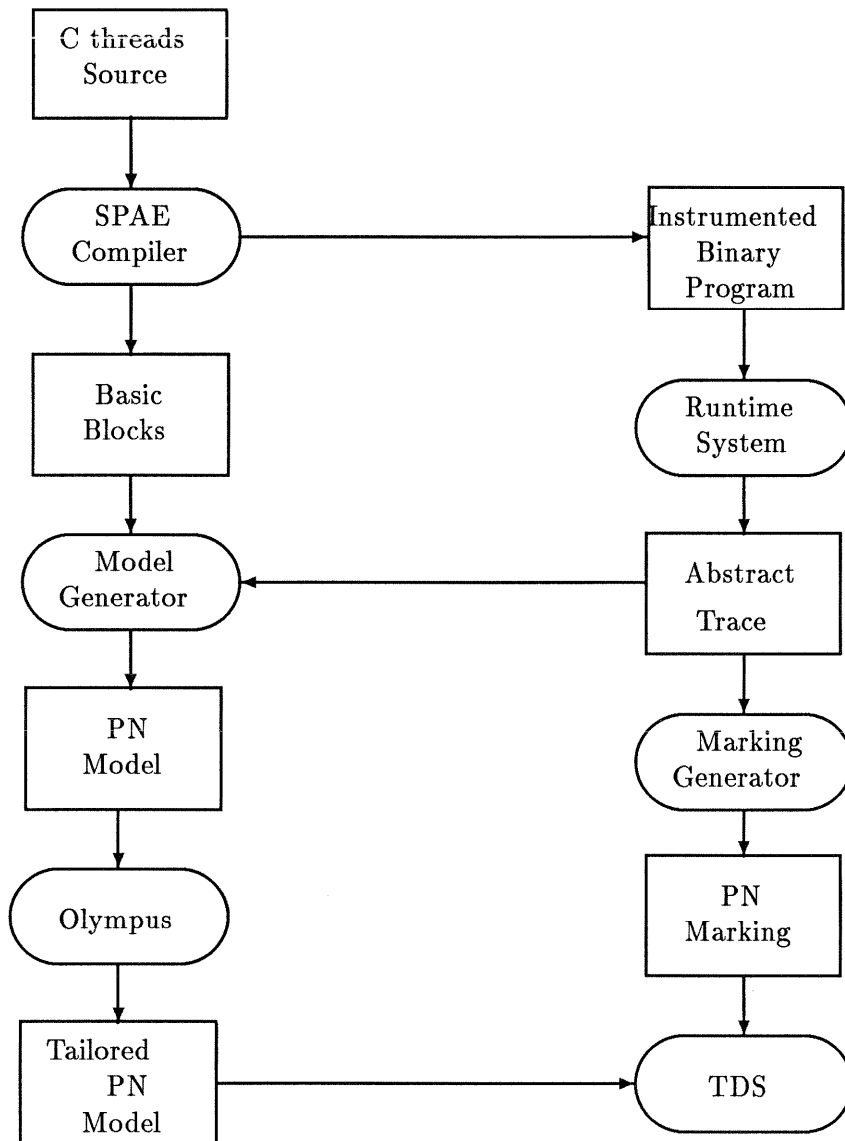 C threads
Source
SPAE
Compiler
Instrumented
Binary
Program
Basic
Blocks
Runtime
System
Model
Generator
Abstract
Trace
PN
Model
Marking
Generator
Olympus
PN
Marking
Tailored
PN
Model
TDS